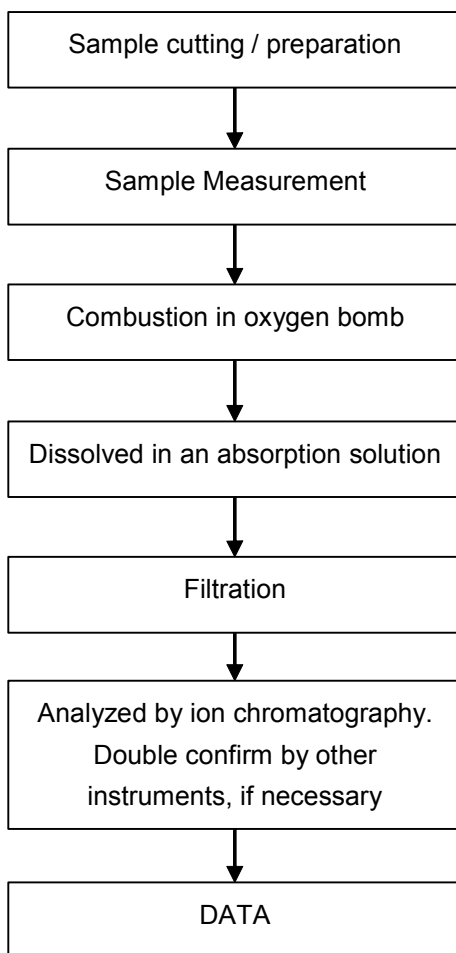 Sample cutting / preparation
Sample Measurement
Combustion in oxygen bomb
Dissolved in an absorption solution
Filtration
Analyzed by ion chromatography.
Double confirm by other
instruments, if necessary
DATA